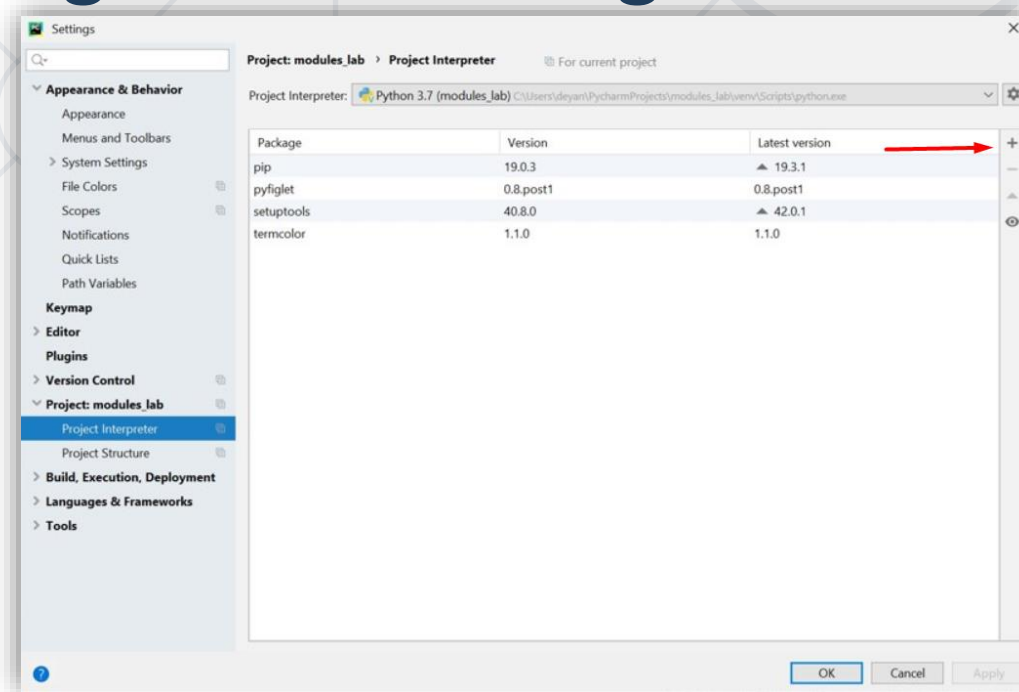 Settings
Project: modules_lab › Project Interpreter For current project
Project Interpreter: Python 3.7 (modules_lab) C:\Users\deyan\PycharmProjects\modules_lab\venv\Scripts\python.exe
Appearance & Behavior
Appearance
Menus and Toolbars
System Settings
File Colors
Scopes
Notifications
Quick Lists
Path Variables
Keymap
Editor
Plugins
Version Control
Project: modules_lab
Project Interpreter
Project Structure
Build, Execution, Deployment
Languages & Frameworks
Tools
Package Version Latest version
pip 19.0.3 19.3.1
pyfiglet 0.8.post1 0.8.post1
setuptools 40.8.0 42.0.1
termcolor 1.1.0 1.1.0
OK Cancel Apply